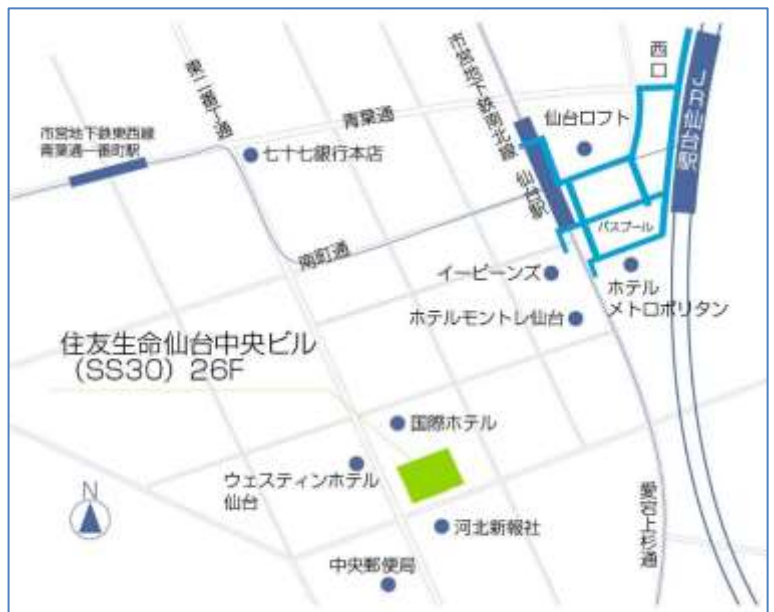 西口
JR仙台駅
市営地下鉄南北線 仙台駅
東二番丁通
青葉通
仙台ロフト
市営地下鉄東西線
青葉通一番町駅
七十七銀行本店
南町通
バスプール
イービーンズ
ホテル
メトロポリタン
ホテルモントレ仙台
住友生命仙台中央ビル
（SS30）26F
国際ホテル
ウェスティンホテル
仙台
N
河北新報社
愛宕上杉通
中央郵便局